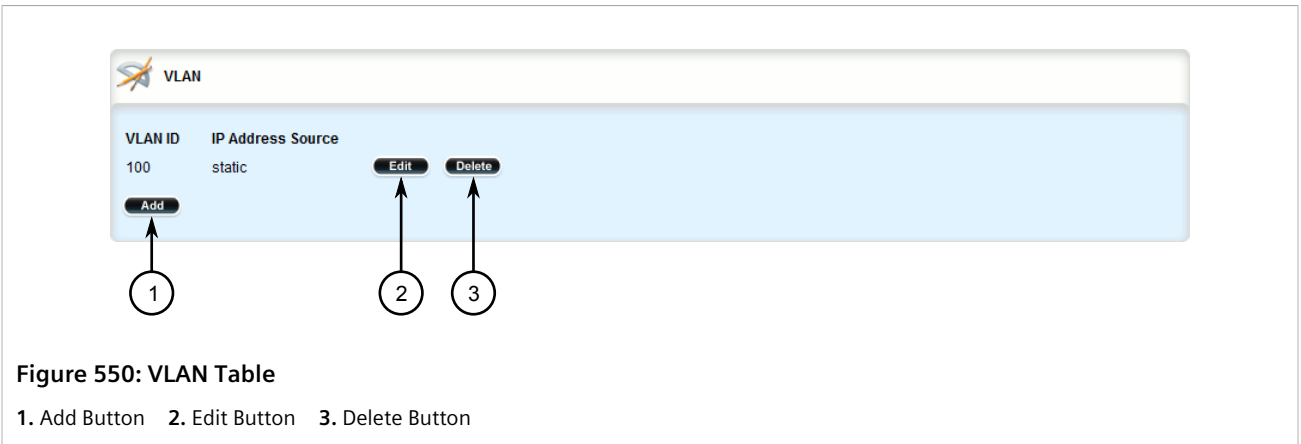 VLAN
VLAN ID IP Address Source
100 static Edit Delete
Add
1 2 3
Figure 550: VLAN Table
1. Add Button 2. Edit Button 3. Delete Button